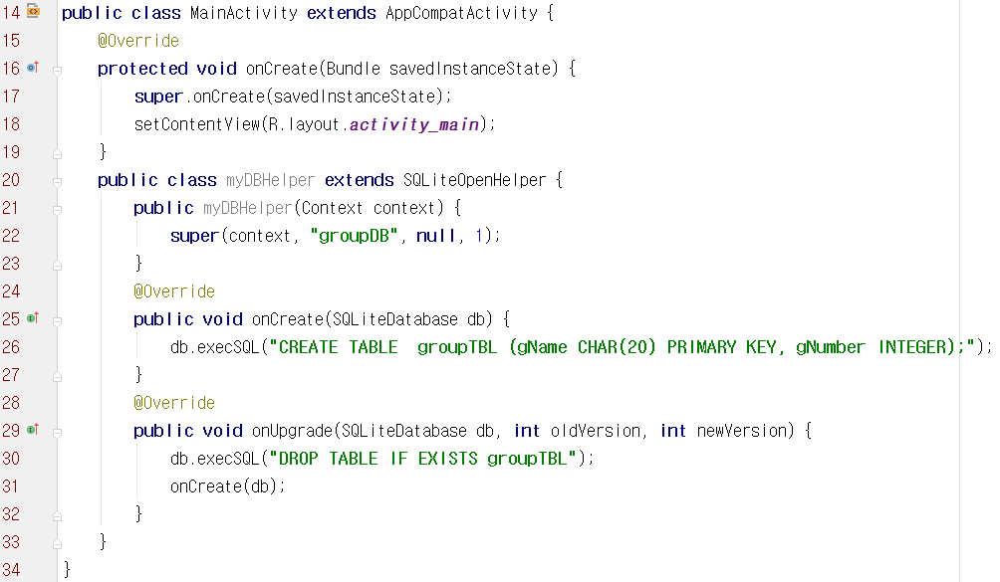 14 public class MainActivity extends AppCompatActivity {
15 @Override
16 protected void onCreate(Bundle savedInstanceState) {
17 super.onCreate(savedInstanceState);
18 setContentView(R.layout.activity_main);
19 }
20 public class myDBHelper extends SQLiteOpenHelper {
21 public myDBHelper(Context context) {
22 super(context, "groupDB", null, 1);
23 }
24 @Override
25 public void onCreate(SQLiteDatabase db) {
26 db.execSQL("CREATE TABLE  groupTBL (gName CHAR(20) PRIMARY KEY, gNumber INTEGER);");
27 }
28 @Override
29 public void onUpgrade(SQLiteDatabase db, int oldVersion, int newVersion) {
30 db.execSQL("DROP TABLE IF EXISTS groupTBL");
31 onCreate(db);
32 }
33 }
34 }